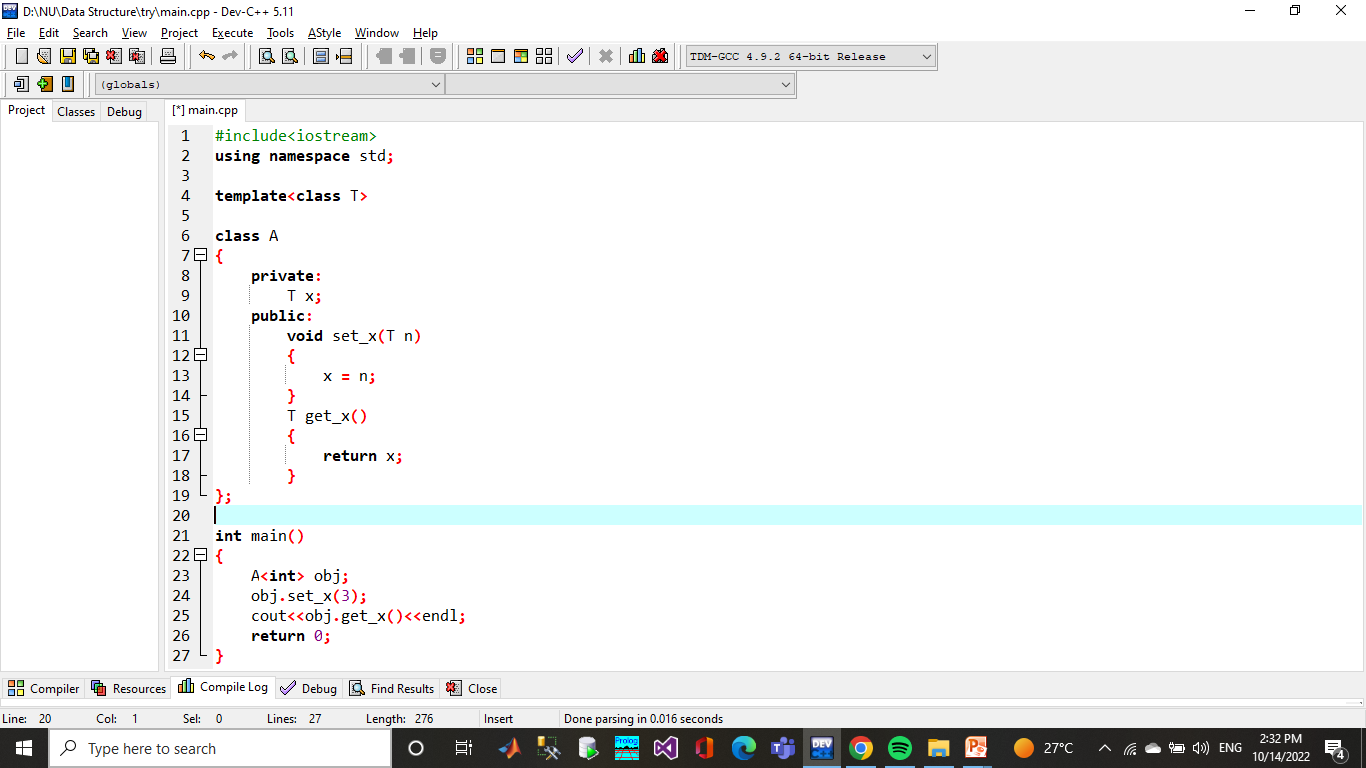 D:\NU\Data Structure\try\main.cpp - Dev-C++ 5.11
File Edit Search View Project Execute Tools AStyle Window Help
TDM-GCC 4.9.2 64-bit Release
(globals)
Project Classes Debug [*] main.cpp
1 #include<iostream>
2 using namespace std;
3
4 template<class T>
5
6 class A
7 {
8 private:
9 T x;
10 public:
11 void set_x(T n)
12 {
13 x = n;
14 }
15 T get_x()
16 {
17 return x;
18 }
19 };
20
21 int main()
22 {
23 A<int> obj;
24 obj.set_x(3);
25 cout<<obj.get_x()<<endl;
26 return 0;
27 }
Compiler Resources Compile Log Debug Find Results Close
Line: 20 Col: 1 Sel: 0 Lines: 27 Length: 276 Insert Done parsing in 0.016 seconds
Type here to search Prolog DEV C++ 27°C ENG 2:32 PM
10/14/2022 4